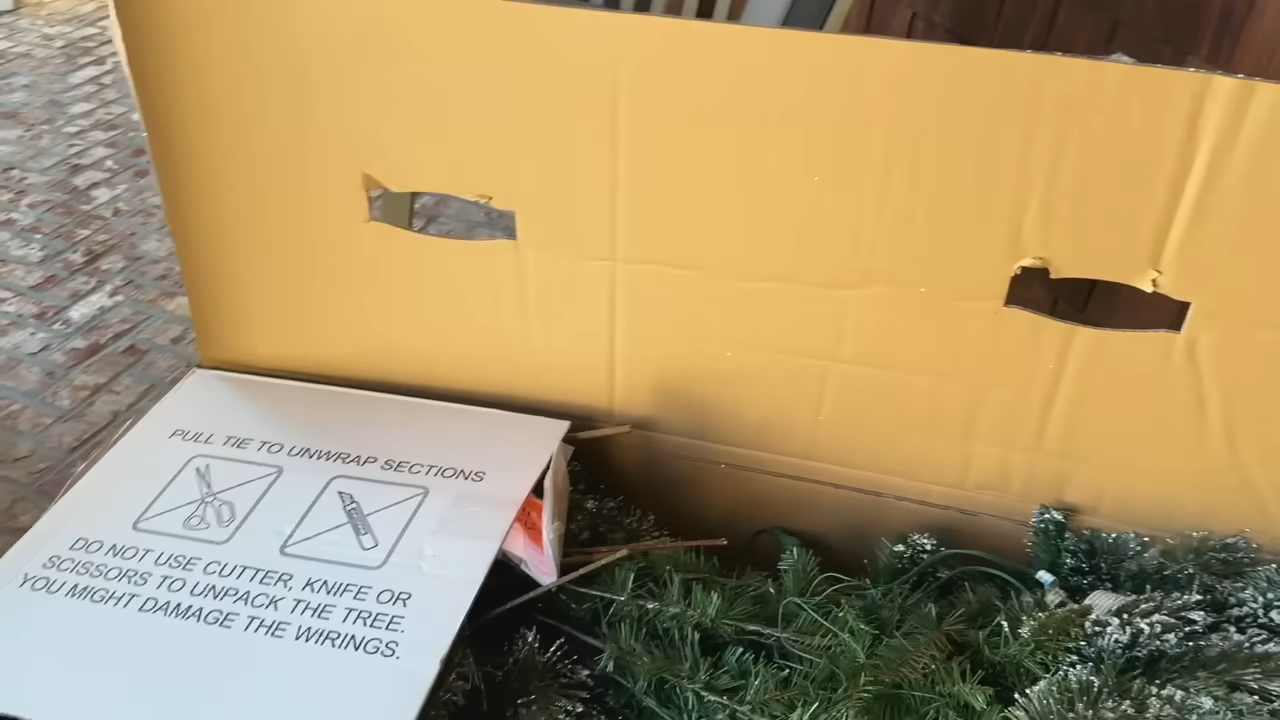 PULL TIE TO UNWRAP SECTIONS
DO NOT USE CUTTER, KNIFE OR
SCISSORS TO UNPACK THE TREE.
YOU MIGHT DAMAGE THE WIRINGS.